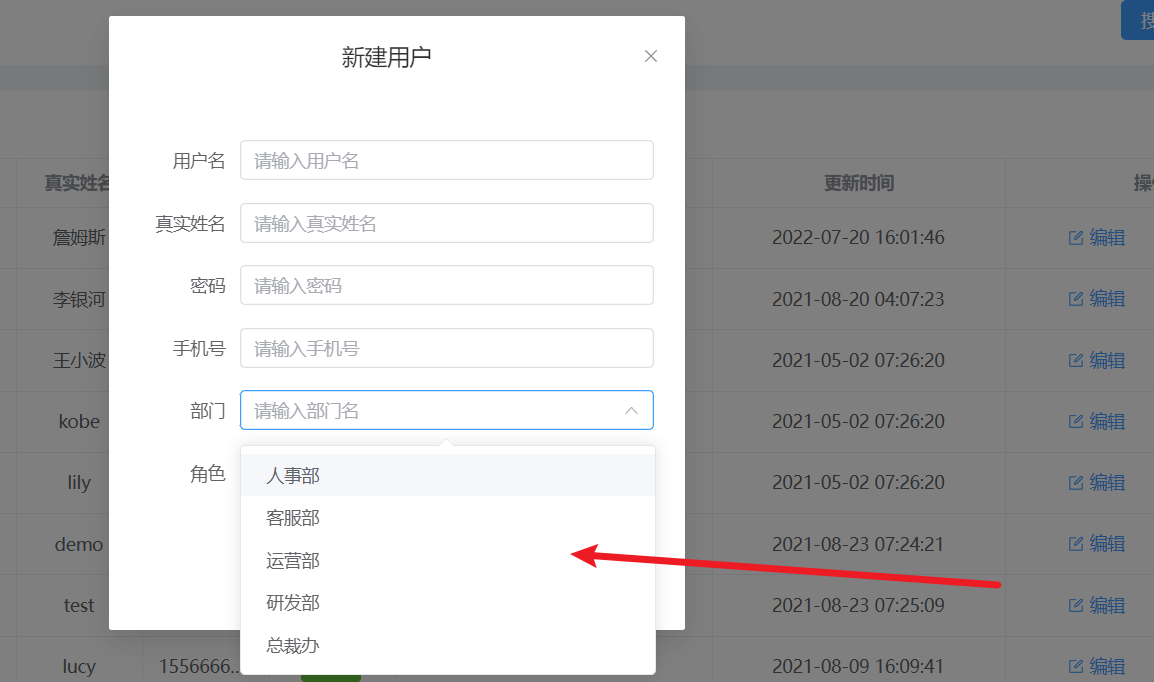 搜
新建用户
用户名 请输入用户名
真实姓名 请输入真实姓名
密码 请输入密码
手机号 请输入手机号
部门 请输入部门名
角色
人事部
客服部
运营部
研发部
总裁办
真实姓名 更新时间 操作
詹姆斯 2022-07-20 16:01:46 编辑
李银河 2021-08-20 04:07:23 编辑
王小波 2021-05-02 07:26:20 编辑
kobe 2021-05-02 07:26:20 编辑
lily 2021-05-02 07:26:20 编辑
demo 2021-08-23 07:24:21 编辑
test 2021-08-23 07:25:09 编辑
lucy 1556666... 2021-08-09 16:09:41 编辑